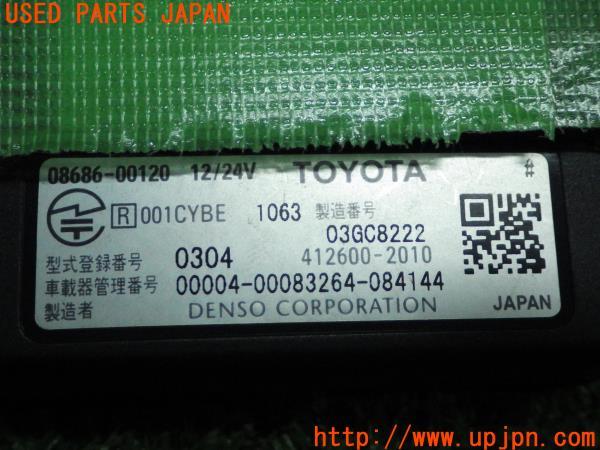 USED PARTS JAPAN
08686-00120 12/24V TOYOTA #
R 001CYBE 1063 製造番号
03GC8222
型式登録番号 0304 412600-2010
車載器管理番号 00004-00083264-084144
製造者 DENSO CORPORATION JAPAN
http://www.upjpn.com/